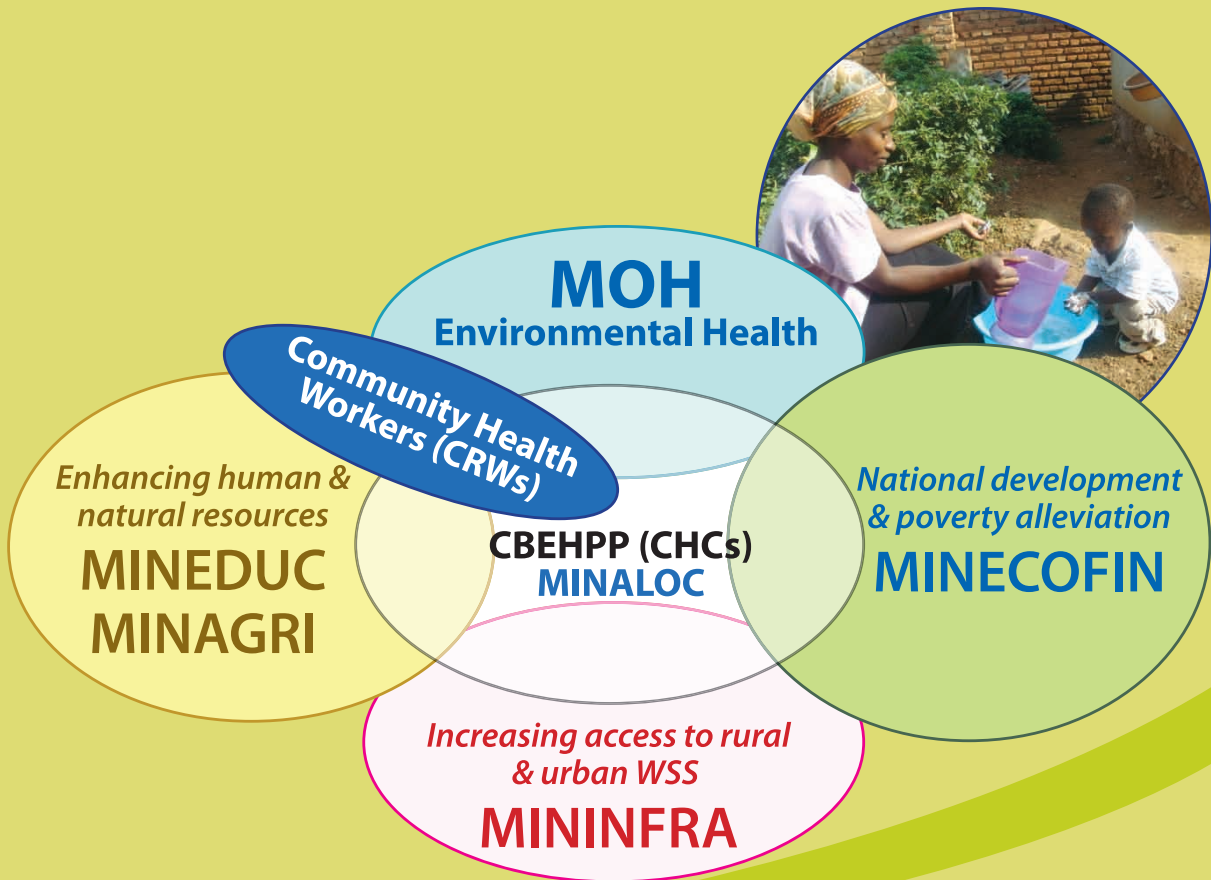 MOH
Environmental Health
Community Health
Workers (CRWs)
Enhancing human &
natural resources
MINEDUC
MINAGRI
CBEHPP (CHCs)
MINALOC
National development
& poverty alleviation
MINECOFIN
Increasing access to rural
& urban WSS
MININFRA